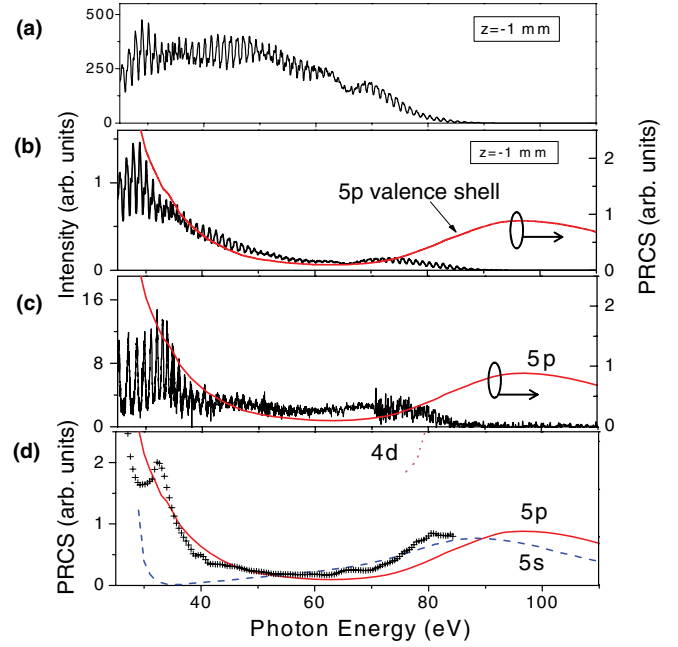 (a)
500
250
0
z=-1 mm
(b)
1
0
z=-1 mm
5p valence shell
2
1
0
Intensity (arb. units)
PRCS (arb. units)
(c)
16
8
0
5p
2
1
0
(d)
2
1
0
PRCS (arb. units)
4d
5p
5s
40 60 80 100
Photon Energy (eV)